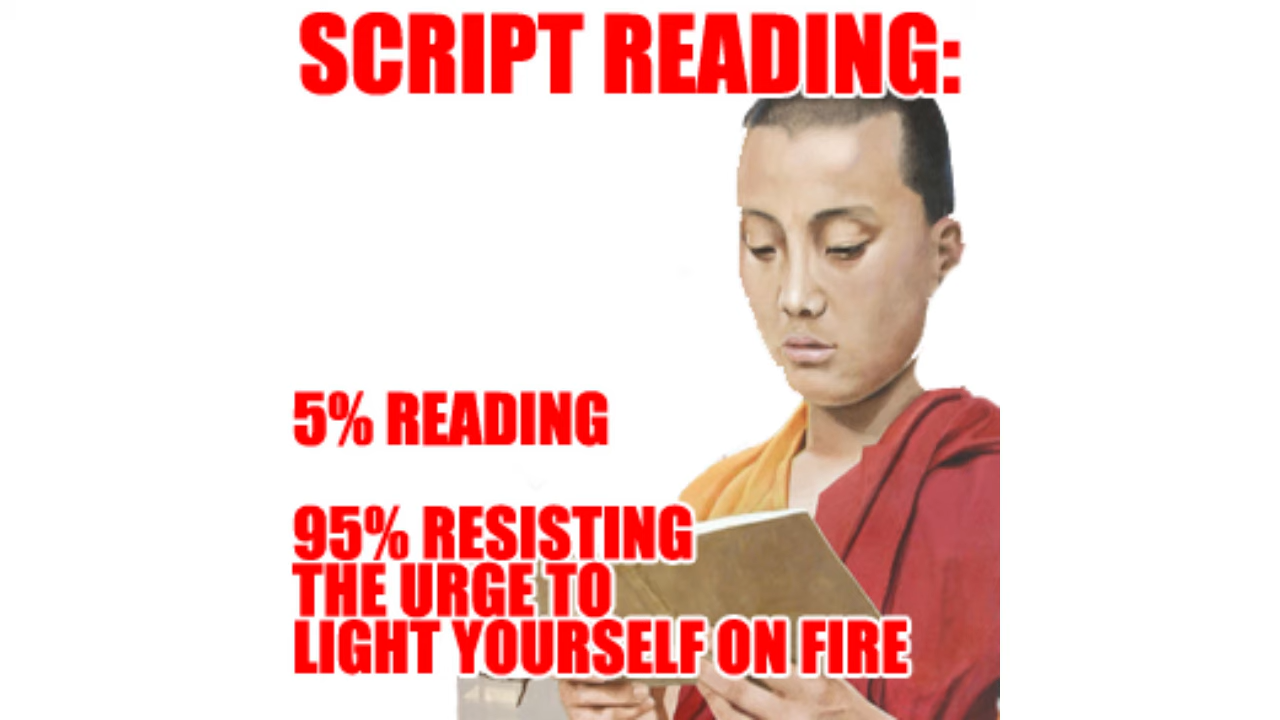 SCRIPT READING:
5% READING
95% RESISTING
THE URGE TO
LIGHT YOURSELF ON FIRE